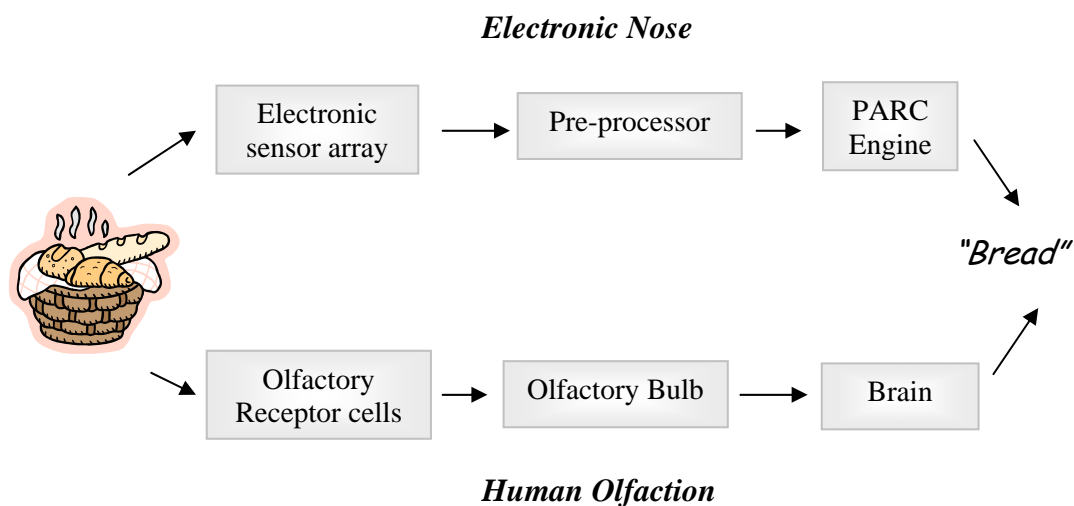 Electronic Nose
Electronic
sensor array
Pre-processor
PARC
Engine
"Bread"
Olfactory
Receptor cells
Olfactory Bulb
Brain
Human Olfaction